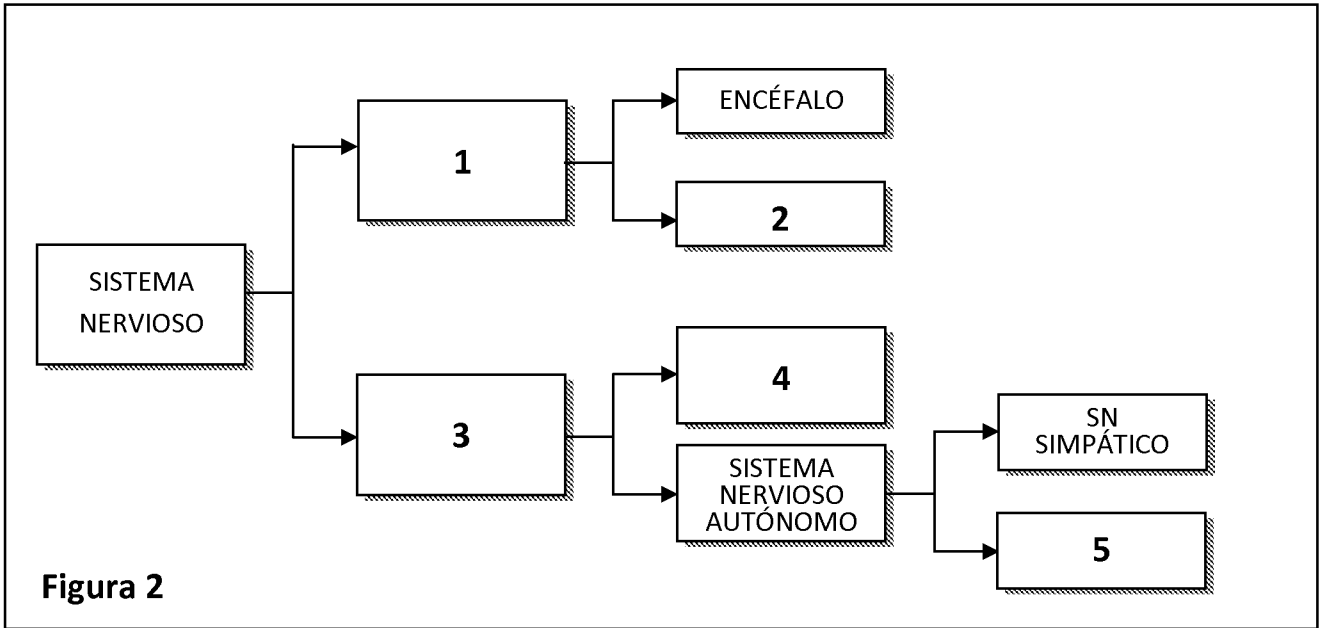 ENCÉFALO
1
2
SISTEMA
NERVIOSO
4
3
SN
SIMPÁTICO
SISTEMA
NERVIOSO
AUTÓNOMO
5
Figura 2